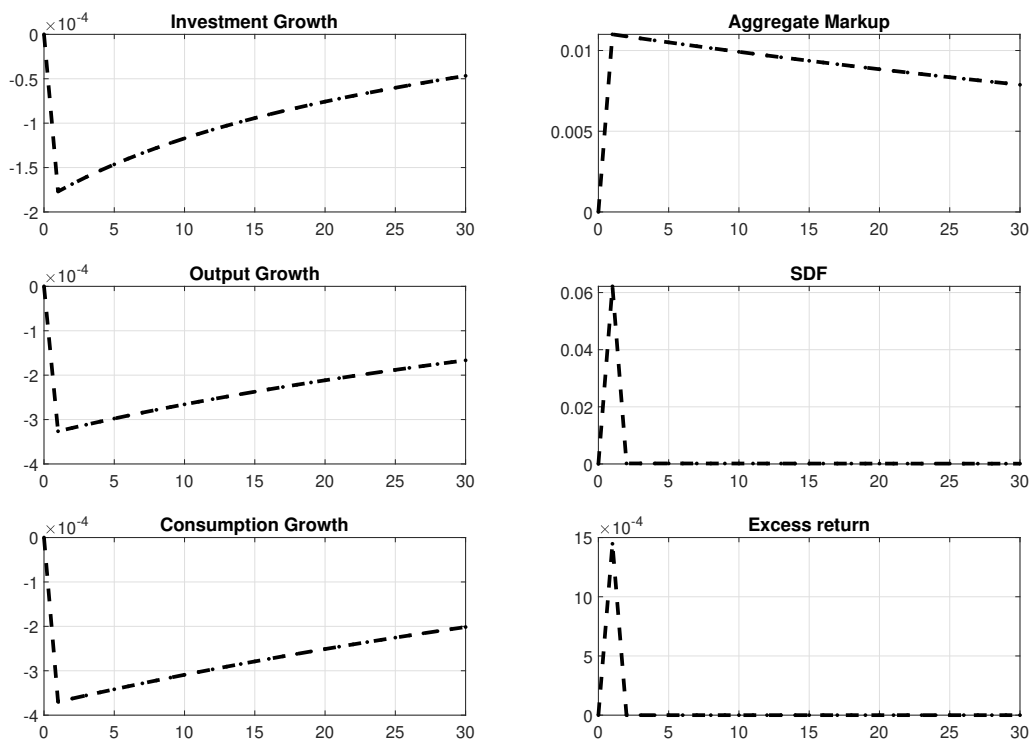 Investment Growth
×10^-4
0
-0.5
-1
-1.5
-2
0 5 10 15 20 25 30
Aggregate Markup
0.01
0.005
0
0 5 10 15 20 25 30
Output Growth
×10^-4
0
-1
-2
-3
-4
0 5 10 15 20 25 30
SDF
0.06
0.04
0.02
0
0 5 10 15 20 25 30
Consumption Growth
×10^-4
0
-1
-2
-3
-4
0 5 10 15 20 25 30
Excess return
×10^-4
15
10
5
0
0 5 10 15 20 25 30